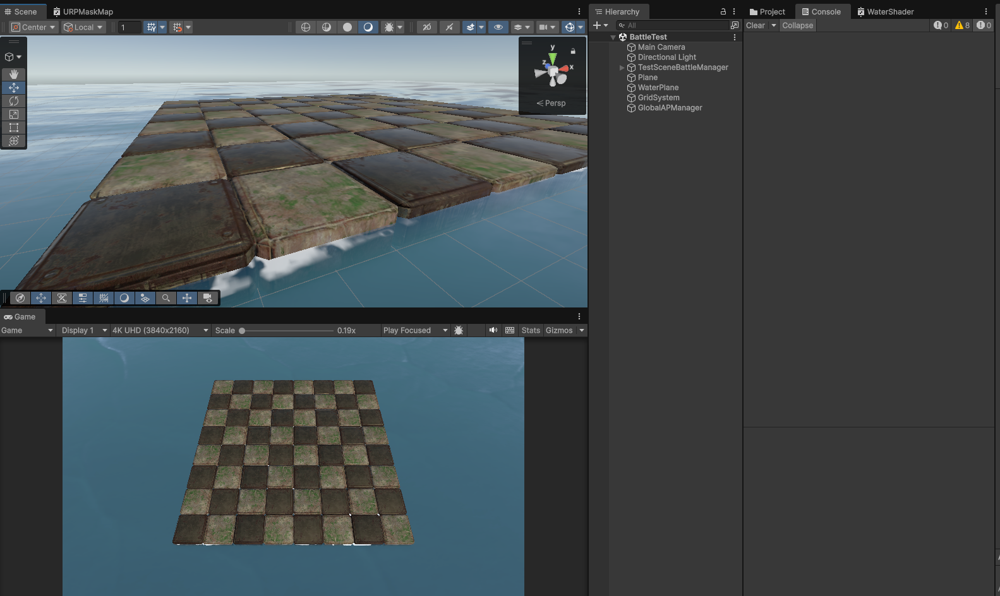 Scene
URPMaskMap
Center
Local
1
2D
y
z
x
Persp
Game
Game
Display 1
4K UHD (3840x2160)
Scale
0.19x
Play Focused
Stats
Gizmos
Hierarchy
All
BattleTest
Main Camera
Directional Light
TestSceneBattleManager
Plane
WaterPlane
GridSystem
GlobalAPManager
Project
Console
WaterShader
Clear
Collapse
0
8
0